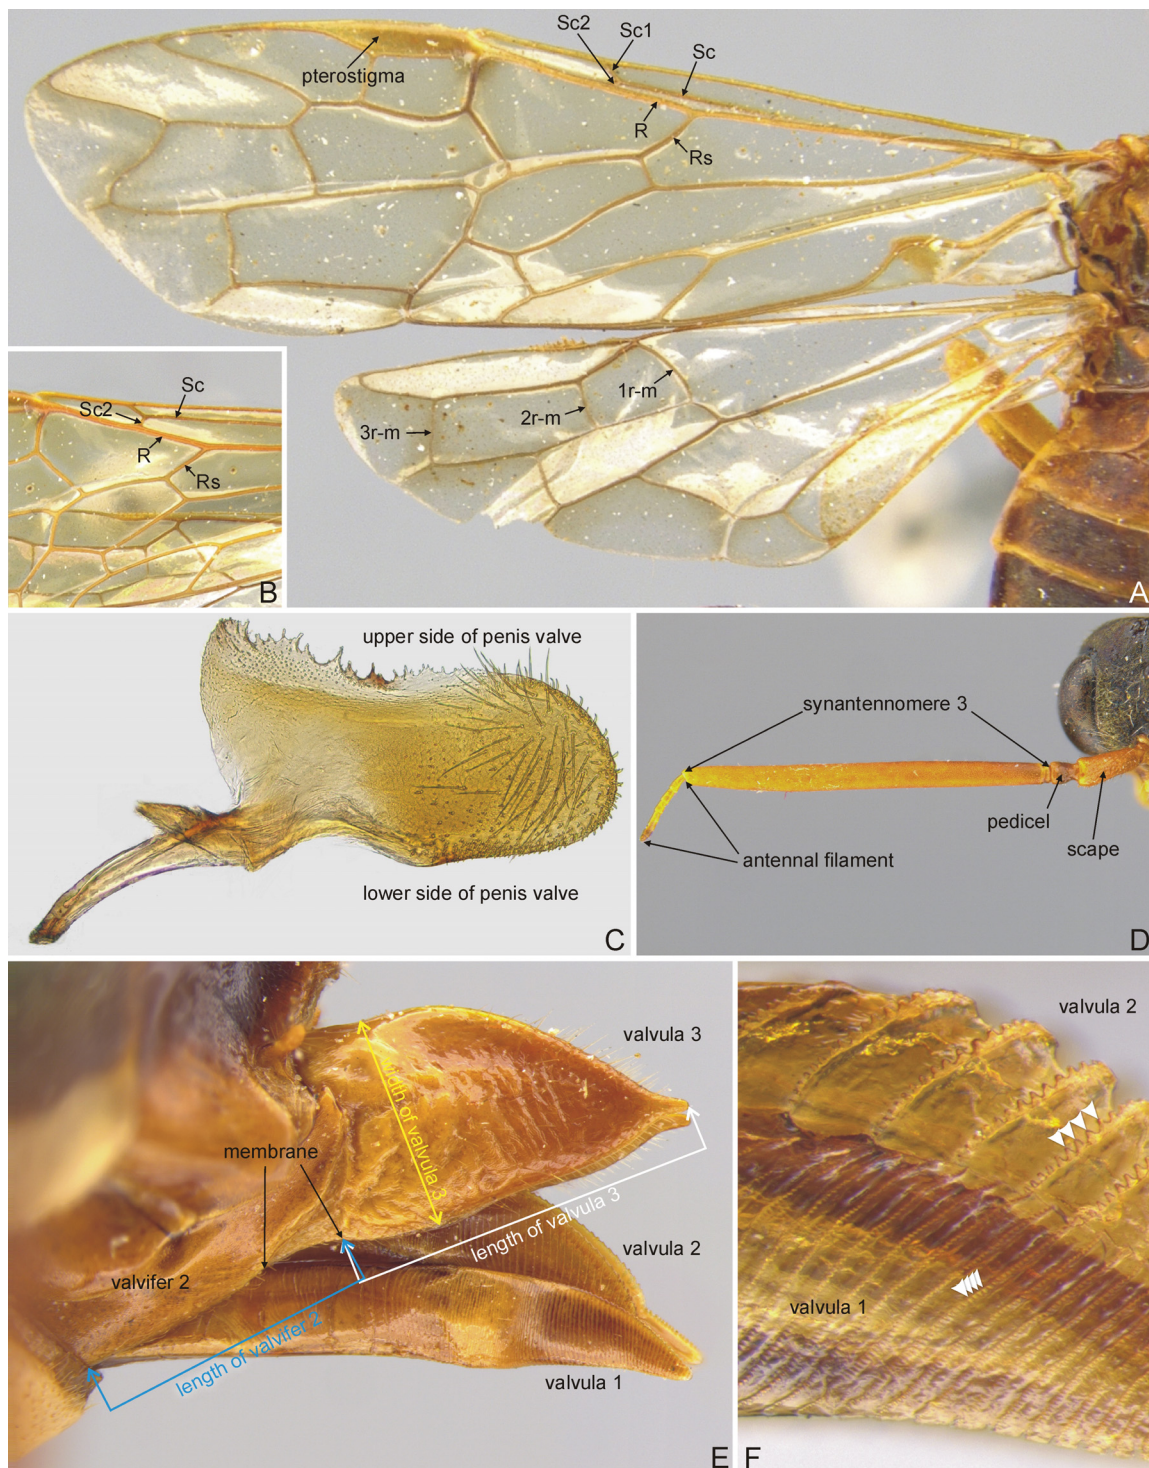 Sc2
Sc1
Sc
pterostigma
R
Rs
1r-m
2r-m
3r-m
A
Sc
Sc2
R
Rs
B
upper side of penis valve
lower side of penis valve
C
synantennomere 3
pedicel
scape
antennal filament
D
valvula 3
width of valvula 3
membrane
length of valvula 3
valvula 2
valvifer 2
length of valvifer 2
valvula 1
E
valvula 2
valvula 1
F